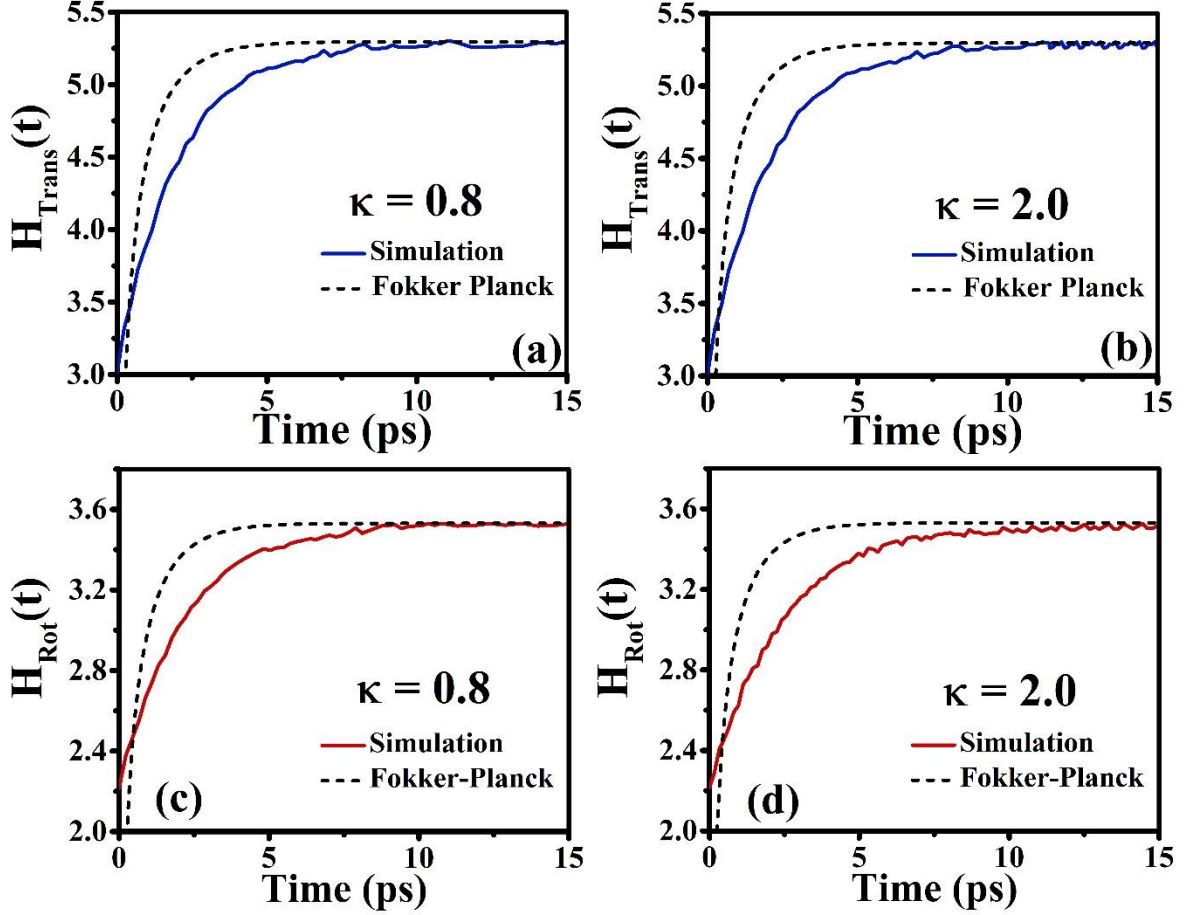 5.5
5.0
4.5
4.0
3.5
3.0
H_Trans(t)
κ = 0.8
Simulation
Fokker Planck
(a)
0 5 10 15
Time (ps)
5.5
5.0
4.5
4.0
3.5
3.0
H_Trans(t)
κ = 2.0
Simulation
Fokker Planck
(b)
0 5 10 15
Time (ps)
3.6
3.2
2.8
2.4
2.0
H_Rot(t)
κ = 0.8
Simulation
Fokker-Planck
(c)
0 5 10 15
Time (ps)
3.6
3.2
2.8
2.4
2.0
H_Rot(t)
κ = 2.0
Simulation
Fokker-Planck
(d)
0 5 10 15
Time (ps)